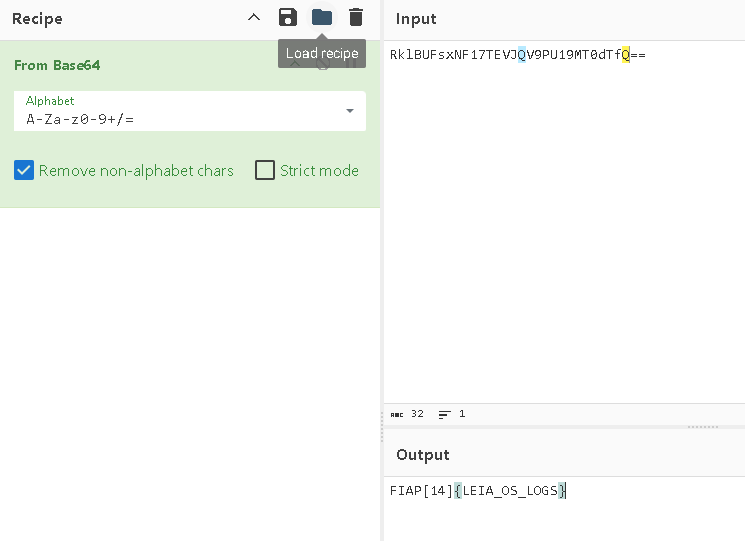 Recipe
Load recipe
From Base64
Alphabet
A-Za-z0-9+/=
Remove non-alphabet chars
Strict mode
Input
RklBUFsxNF17TEVJQV9PU19MT0dTfQ==
ABC 32 1
Output
FIAP[14]{LEIA_OS_LOGS}